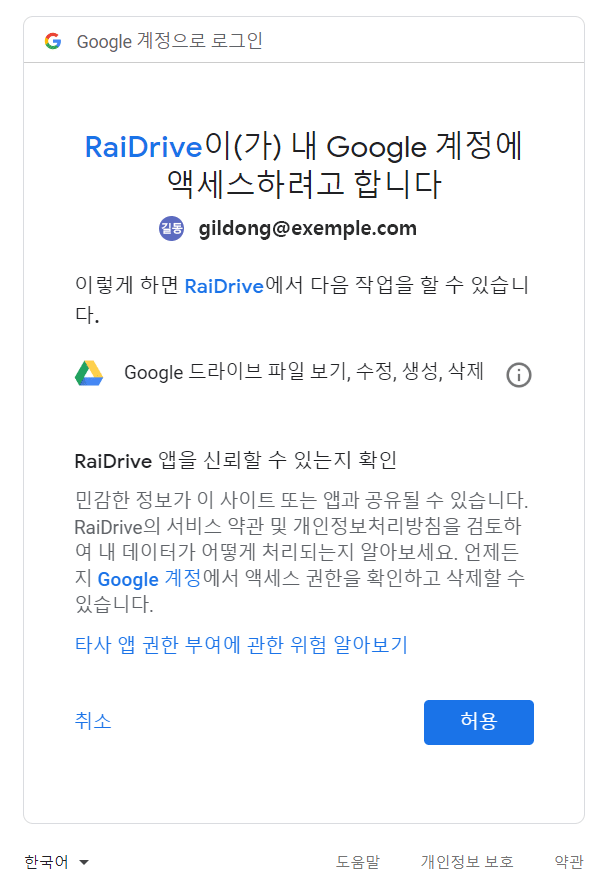 Google 계정으로 로그인
RaiDrive이(가) 내 Google 계정에
액세스하려고 합니다
길동 gildong@exemple.com
이렇게 하면 RaiDrive에서 다음 작업을 할 수 있습니
다.
Google 드라이브 파일 보기, 수정, 생성, 삭제
RaiDrive 앱을 신뢰할 수 있는지 확인
민감한 정보가 이 사이트 또는 앱과 공유될 수 있습니다.
RaiDrive의 서비스 약관 및 개인정보처리방침을 검토하
여 내 데이터가 어떻게 처리되는지 알아보세요. 언제든
지 Google 계정에서 액세스 권한을 확인하고 삭제할 수
있습니다.
타사 앱 권한 부여에 관한 위험 알아보기
취소 허용
한국어 도움말 개인정보 보호 약관